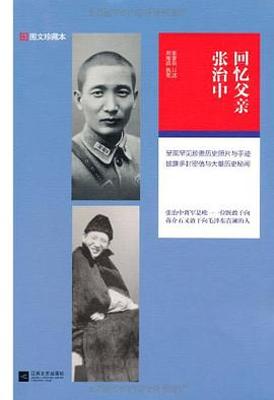 图文珍藏本
回忆父亲
张治中
张素我 口述
周海滨 执笔
呈现罕见珍贵历史照片与手迹
披露多封密信与大量历史秘闻
张治中将军是唯一一位既敢于向
蒋介石又敢于向毛泽东直谏的人
江苏文艺出版社